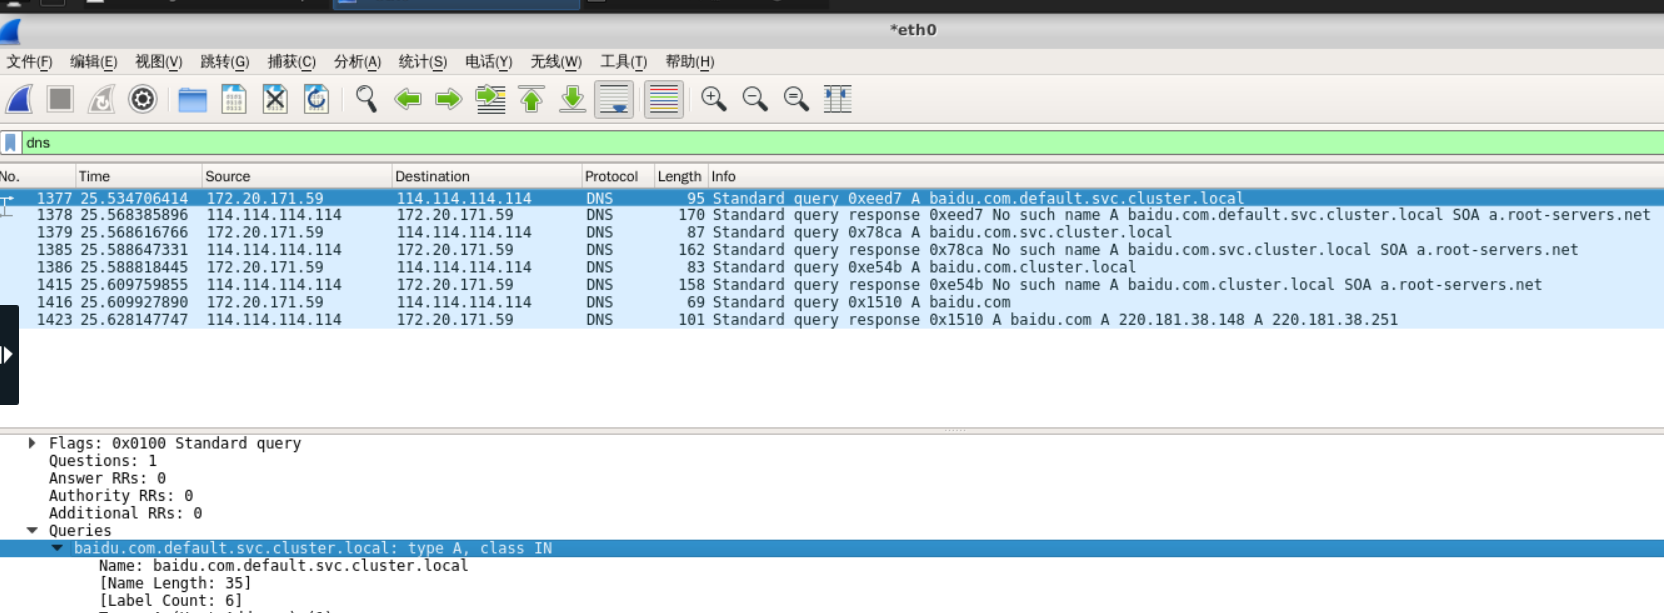 *eth0
文件(F) 编辑(E) 视图(V) 跳转(G) 捕获(C) 分析(A) 统计(S) 电话(Y) 无线(W) 工具(T) 帮助(H)
dns
No. Time Source Destination Protocol Length Info
1377 25.534706414 172.20.171.59 114.114.114.114 DNS 95 Standard query 0xeed7 A baidu.com.default.svc.cluster.local
1378 25.568385896 114.114.114.114 172.20.171.59 DNS 170 Standard query response 0xeed7 No such name A baidu.com.default.svc.cluster.local SOA a.root-servers.net
1379 25.568616766 172.20.171.59 114.114.114.114 DNS 87 Standard query 0x78ca A baidu.com.svc.cluster.local
1385 25.588647331 114.114.114.114 172.20.171.59 DNS 162 Standard query response 0x78ca No such name A baidu.com.svc.cluster.local SOA a.root-servers.net
1386 25.588818445 172.20.171.59 114.114.114.114 DNS 83 Standard query 0xe54b A baidu.com.cluster.local
1415 25.609759855 114.114.114.114 172.20.171.59 DNS 158 Standard query response 0xe54b No such name A baidu.com.cluster.local SOA a.root-servers.net
1416 25.609927890 172.20.171.59 114.114.114.114 DNS 69 Standard query 0x1510 A baidu.com
1423 25.628147747 114.114.114.114 172.20.171.59 DNS 101 Standard query response 0x1510 A baidu.com A 220.181.38.148 A 220.181.38.251
Flags: 0x0100 Standard query
Questions: 1
Answer RRs: 0
Authority RRs: 0
Additional RRs: 0
Queries
baidu.com.default.svc.cluster.local: type A, class IN
Name: baidu.com.default.svc.cluster.local
[Name Length: 35]
[Label Count: 6]